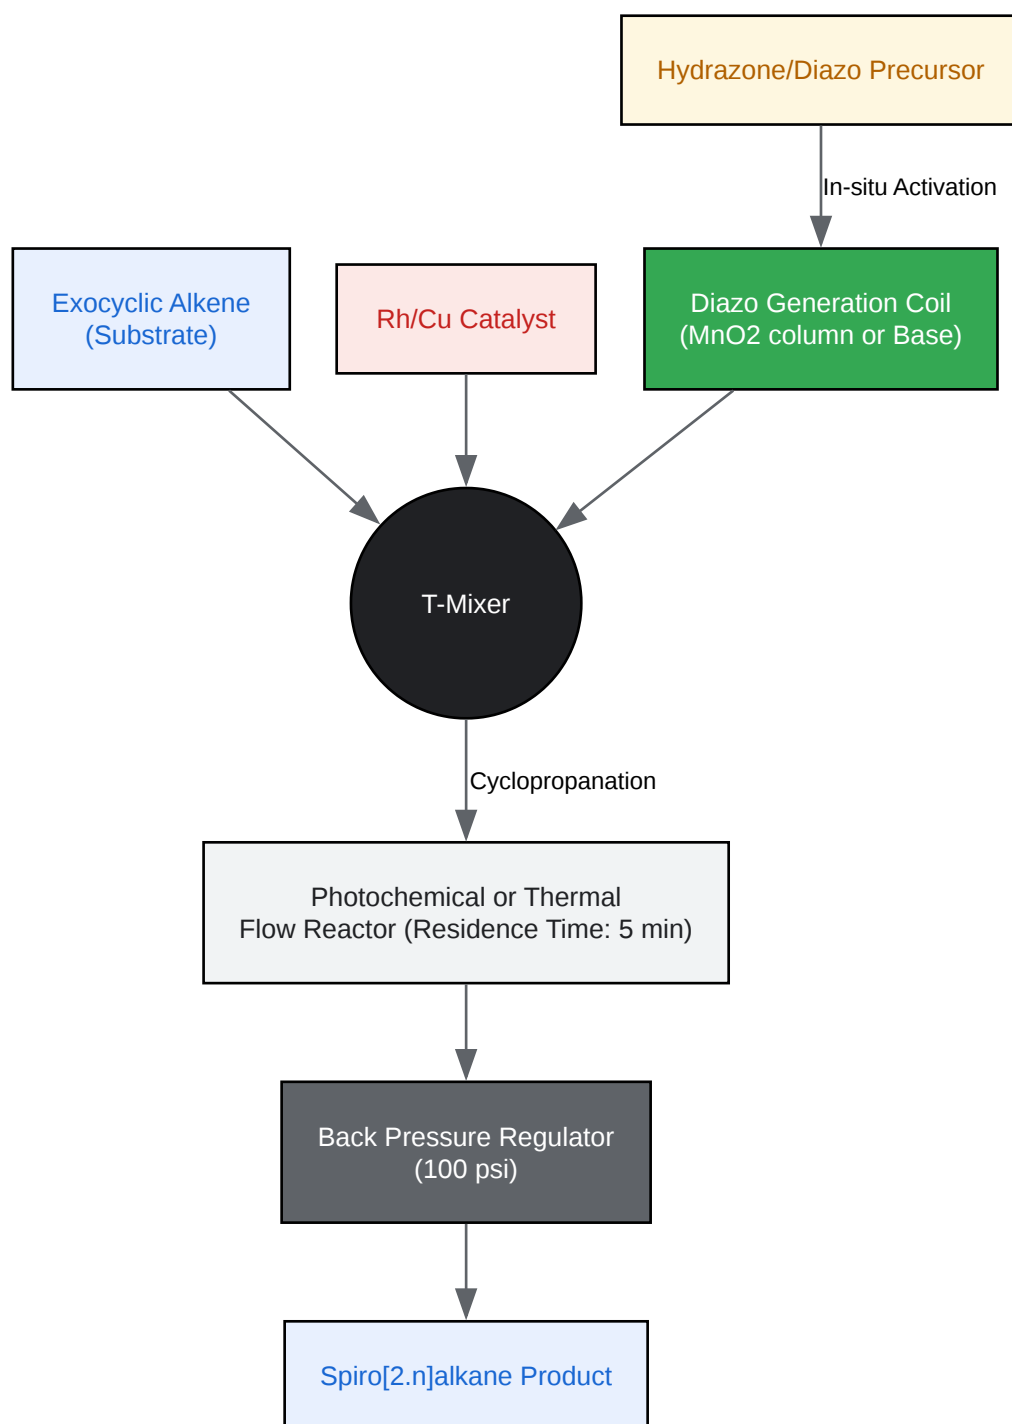 Hydrazone/Diazo Precursor
In-situ Activation
Exocyclic Alkene
(Substrate)
Rh/Cu Catalyst
Diazo Generation Coil
(MnO2 column or Base)
T-Mixer
Cyclopropanation
Photochemical or Thermal
Flow Reactor (Residence Time: 5 min)
Back Pressure Regulator
(100 psi)
Spiro[2.n]alkane Product